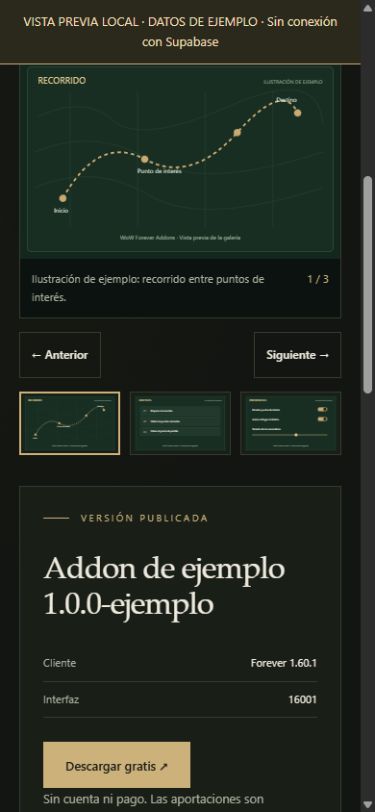 VISTA PREVIA LOCAL · DATOS DE EJEMPLO · Sin conexión
con Supabase
RECORRIDO
ILUSTRACIÓN DE EJEMPLO
Destino
Punto de interés
Inicio
WoW Forever Addons · Vista previa de la galería
Ilustración de ejemplo: recorrido entre puntos de
interés.
1 / 3
← Anterior
Siguiente →
VERSIÓN PUBLICADA
Addon de ejemplo
1.0.0-ejemplo
Cliente
Forever 1.60.1
Interfaz
16001
Descargar gratis ↗
Sin cuenta ni pago. Las aportaciones son